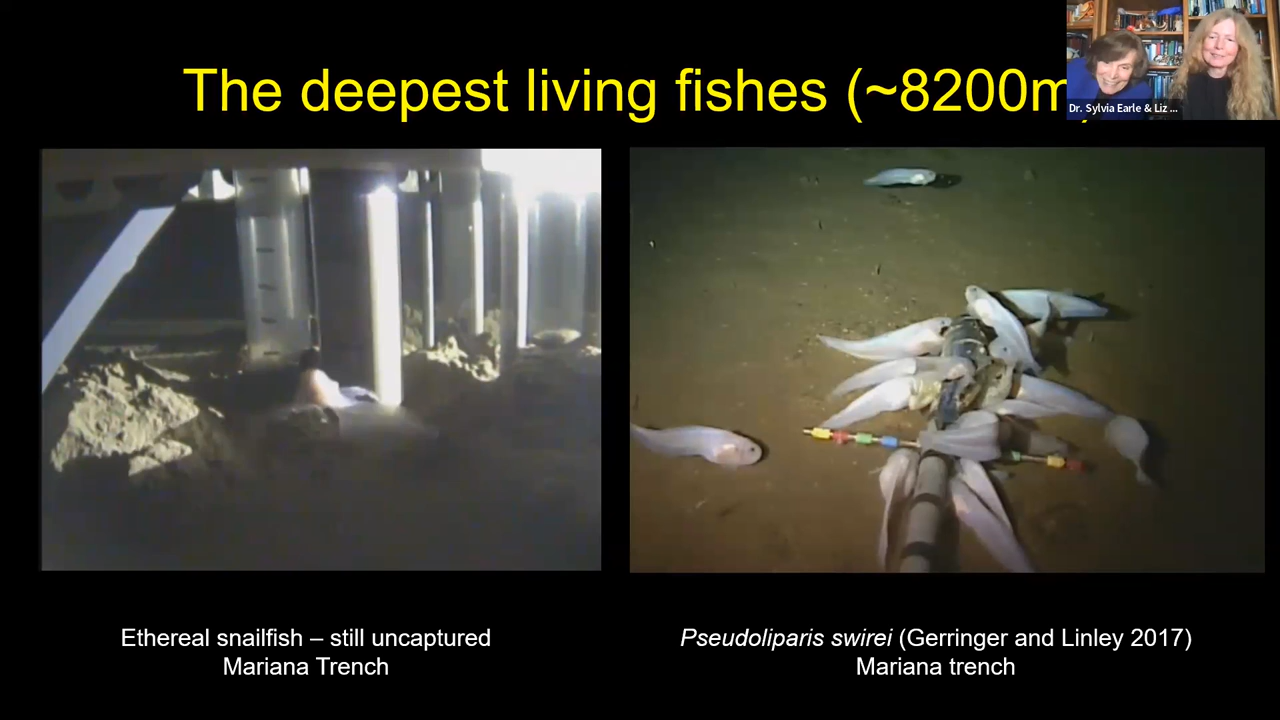 The deepest living fishes (~8200m)
Dr. Sylvia Earle & Liz ...
Ethereal snailfish – still uncaptured
Mariana Trench
Pseudoliparis swirei (Gerringer and Linley 2017)
Mariana trench